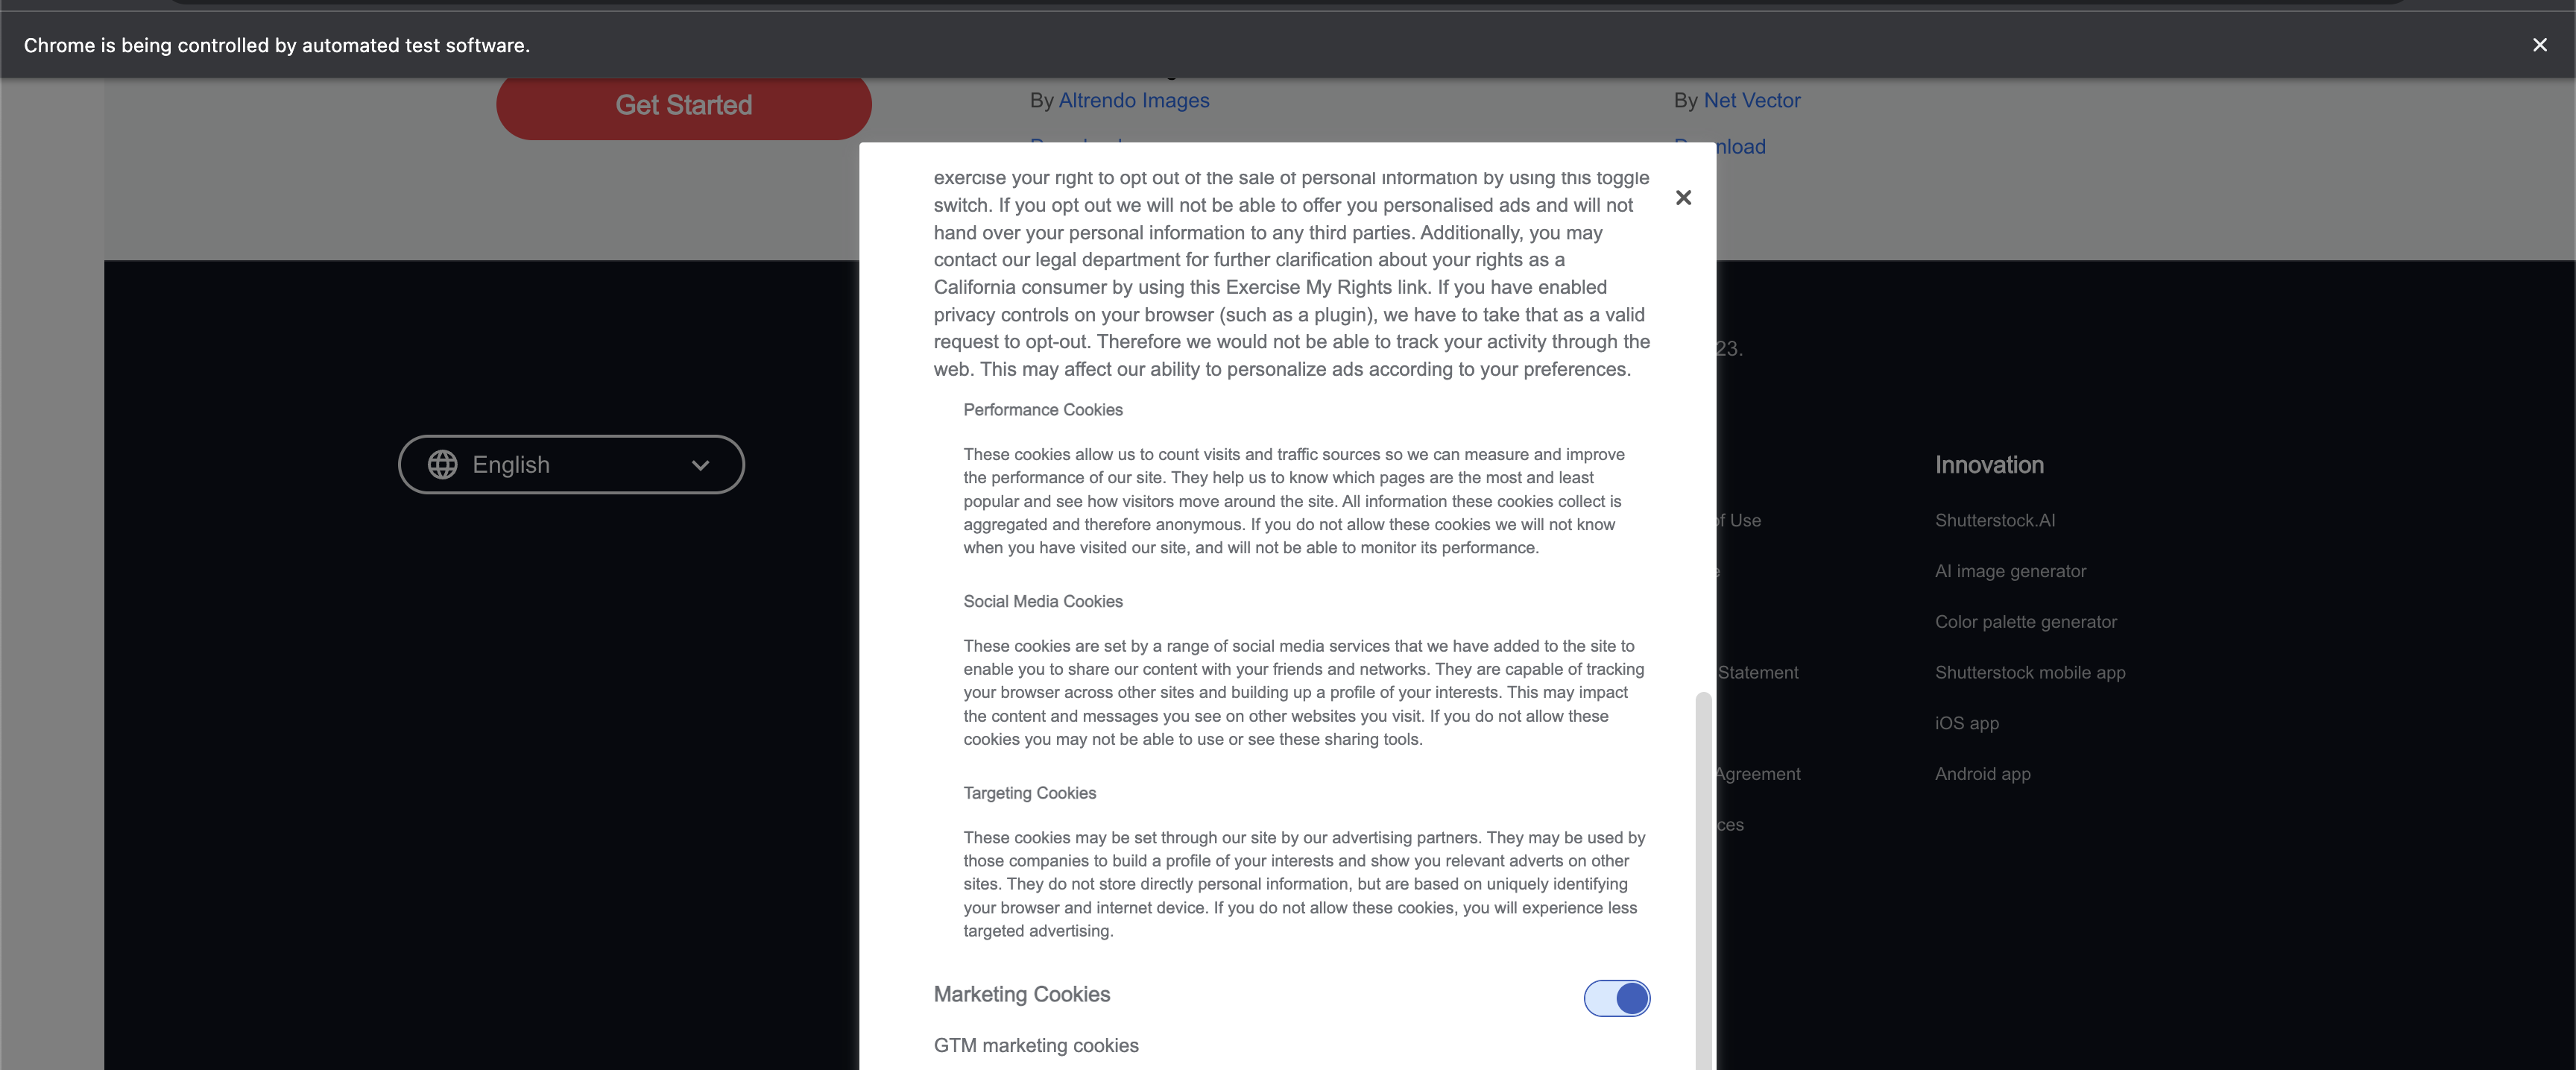 Chrome is being controlled by automated test software.
Get Started
By Altrendo Images
By Net Vector
exercise your right to opt out of the sale of personal information by using this toggle
switch. If you opt out we will not be able to offer you personalised ads and will not
hand over your personal information to any third parties. Additionally, you may
contact our legal department for further clarification about your rights as a
California consumer by using this Exercise My Rights link. If you have enabled
privacy controls on your browser (such as a plugin), we have to take that as a valid
request to opt-out. Therefore we would not be able to track your activity through the
web. This may affect our ability to personalize ads according to your preferences.
Performance Cookies
These cookies allow us to count visits and traffic sources so we can measure and improve
the performance of our site. They help us to know which pages are the most and least
popular and see how visitors move around the site. All information these cookies collect is
aggregated and therefore anonymous. If you do not allow these cookies we will not know
when you have visited our site, and will not be able to monitor its performance.
Social Media Cookies
These cookies are set by a range of social media services that we have added to the site to
enable you to share our content with your friends and networks. They are capable of tracking
your browser across other sites and building up a profile of your interests. This may impact
the content and messages you see on other websites you visit. If you do not allow these
cookies you may not be able to use or see these sharing tools.
Targeting Cookies
These cookies may be set through our site by our advertising partners. They may be used by
those companies to build a profile of your interests and show you relevant adverts on other
sites. They do not store directly personal information, but are based on uniquely identifying
your browser and internet device. If you do not allow these cookies, you will experience less
targeted advertising.
Marketing Cookies
GTM marketing cookies
English
23.
of Use
Statement
Agreement
Innovation
Shutterstock.AI
AI image generator
Color palette generator
Shutterstock mobile app
iOS app
Android app